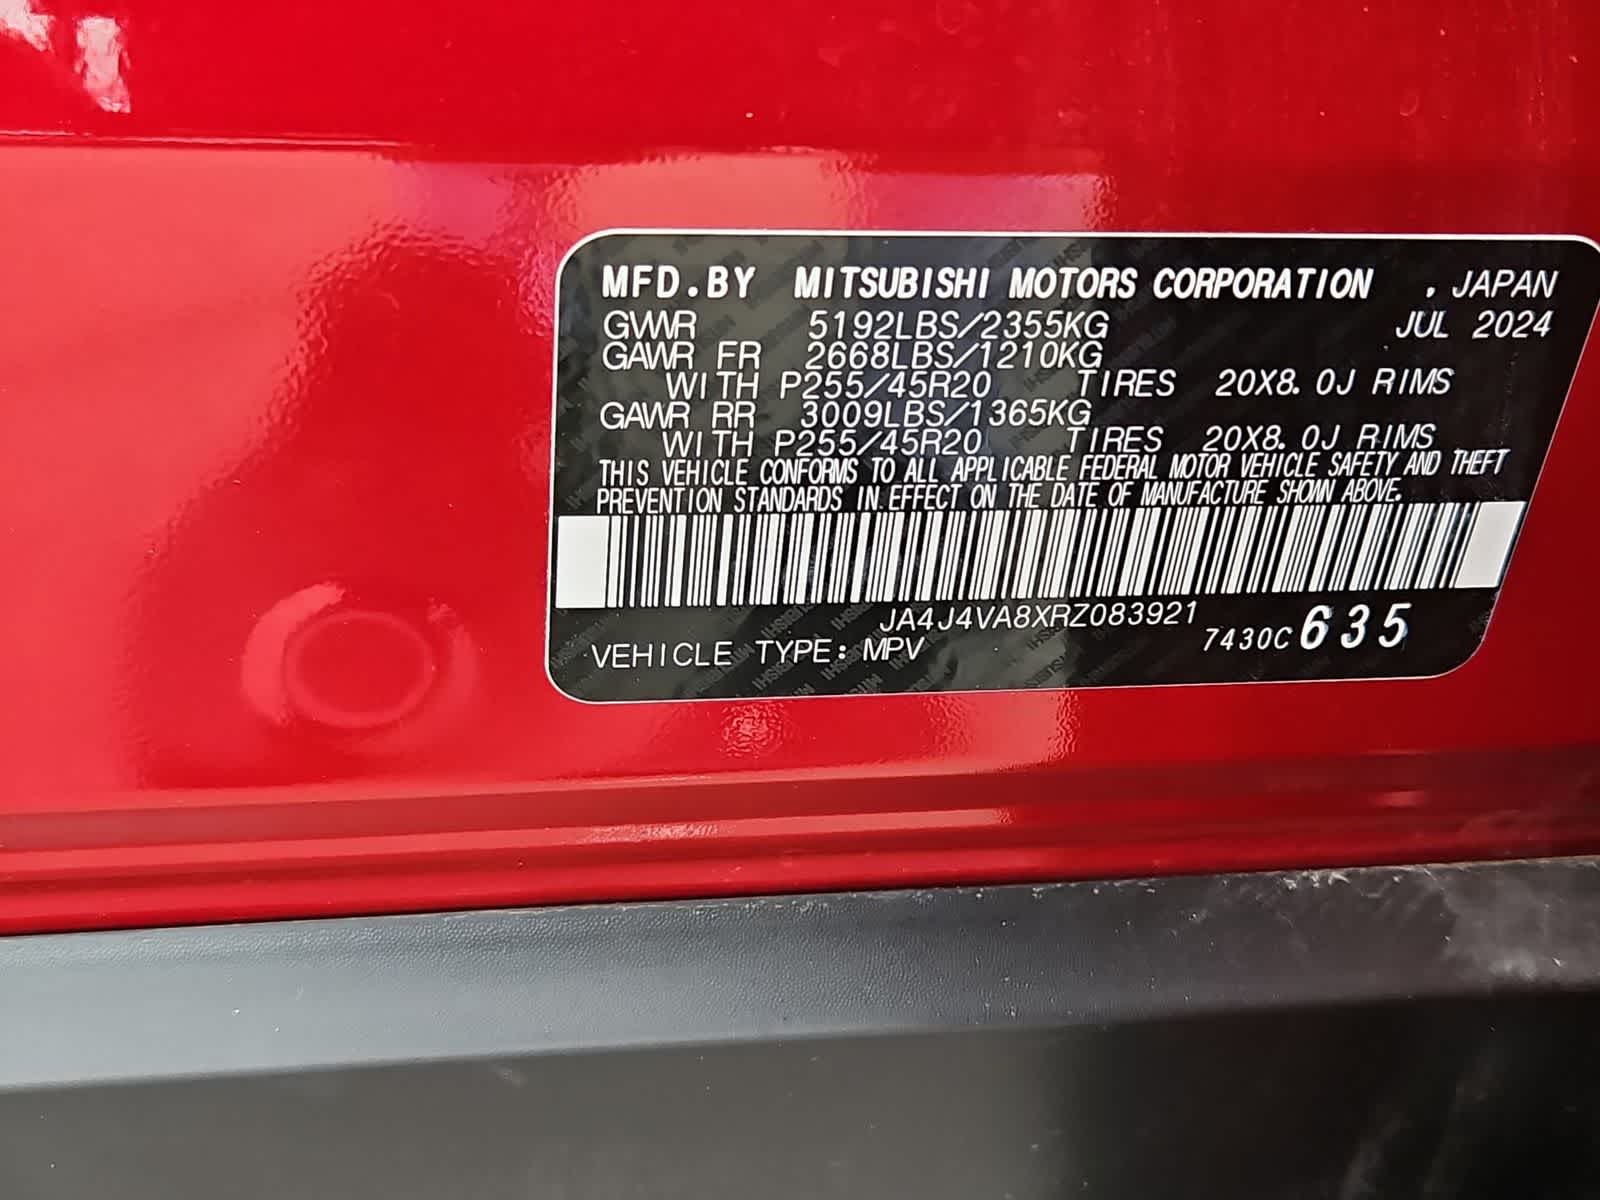 MFD.BY MITSUBISHI MOTORS CORPORATION , JAPAN
GVWR 5192LBS/2355KG JUL 2024
GAWR FR 2668LBS/1210KG
WITH P255/45R20 TIRES 20X8.0J RIMS
GAWR RR 3009LBS/1365KG
WITH P255/45R20 TIRES 20X8.0J RIMS
THIS VEHICLE CONFORMS TO ALL APPLICABLE FEDERAL MOTOR VEHICLE SAFETY AND THEFT
PREVENTION STANDARDS IN EFFECT ON THE DATE OF MANUFACTURE SHOWN ABOVE.
JA4J4VA8XRZ083921
VEHICLE TYPE: MPV 7430C 635